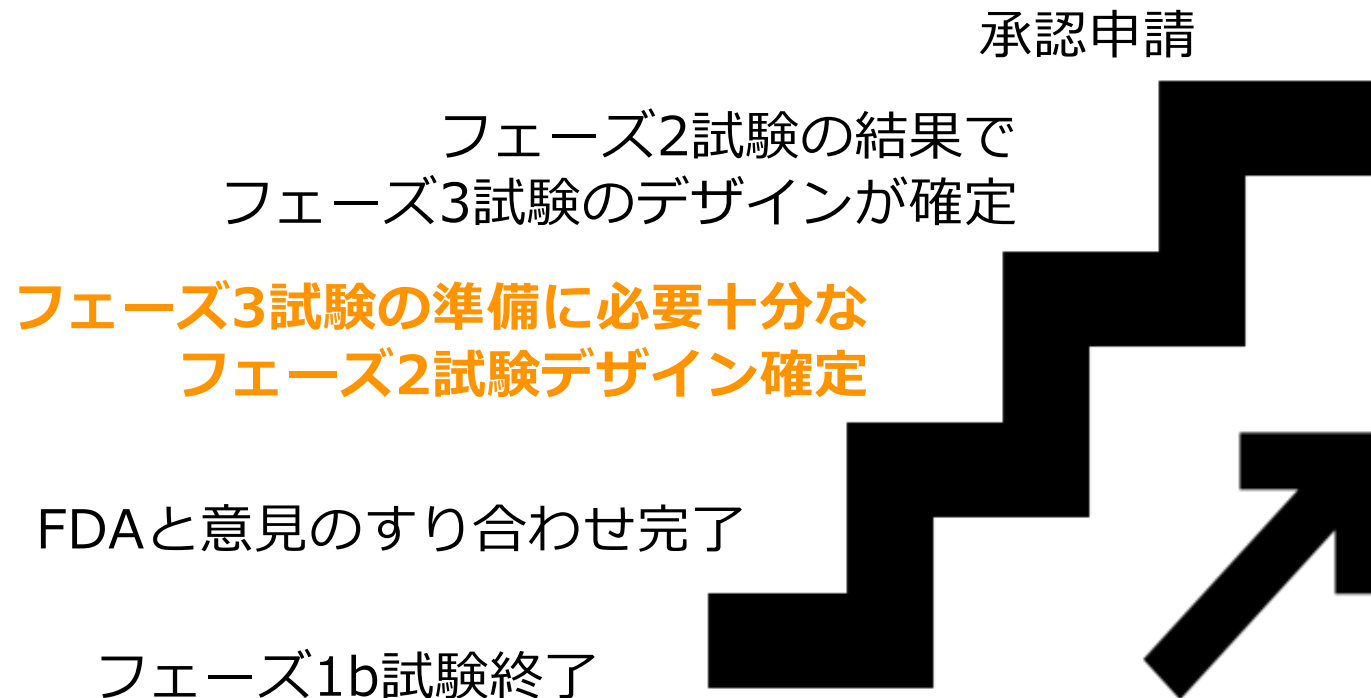 承認申請
フェーズ2試験の結果で
フェーズ3試験のデザインが確定
フェーズ3試験の準備に必要十分な
フェーズ2試験デザイン確定
FDAと意見のすり合わせ完了
フェーズ1b試験終了